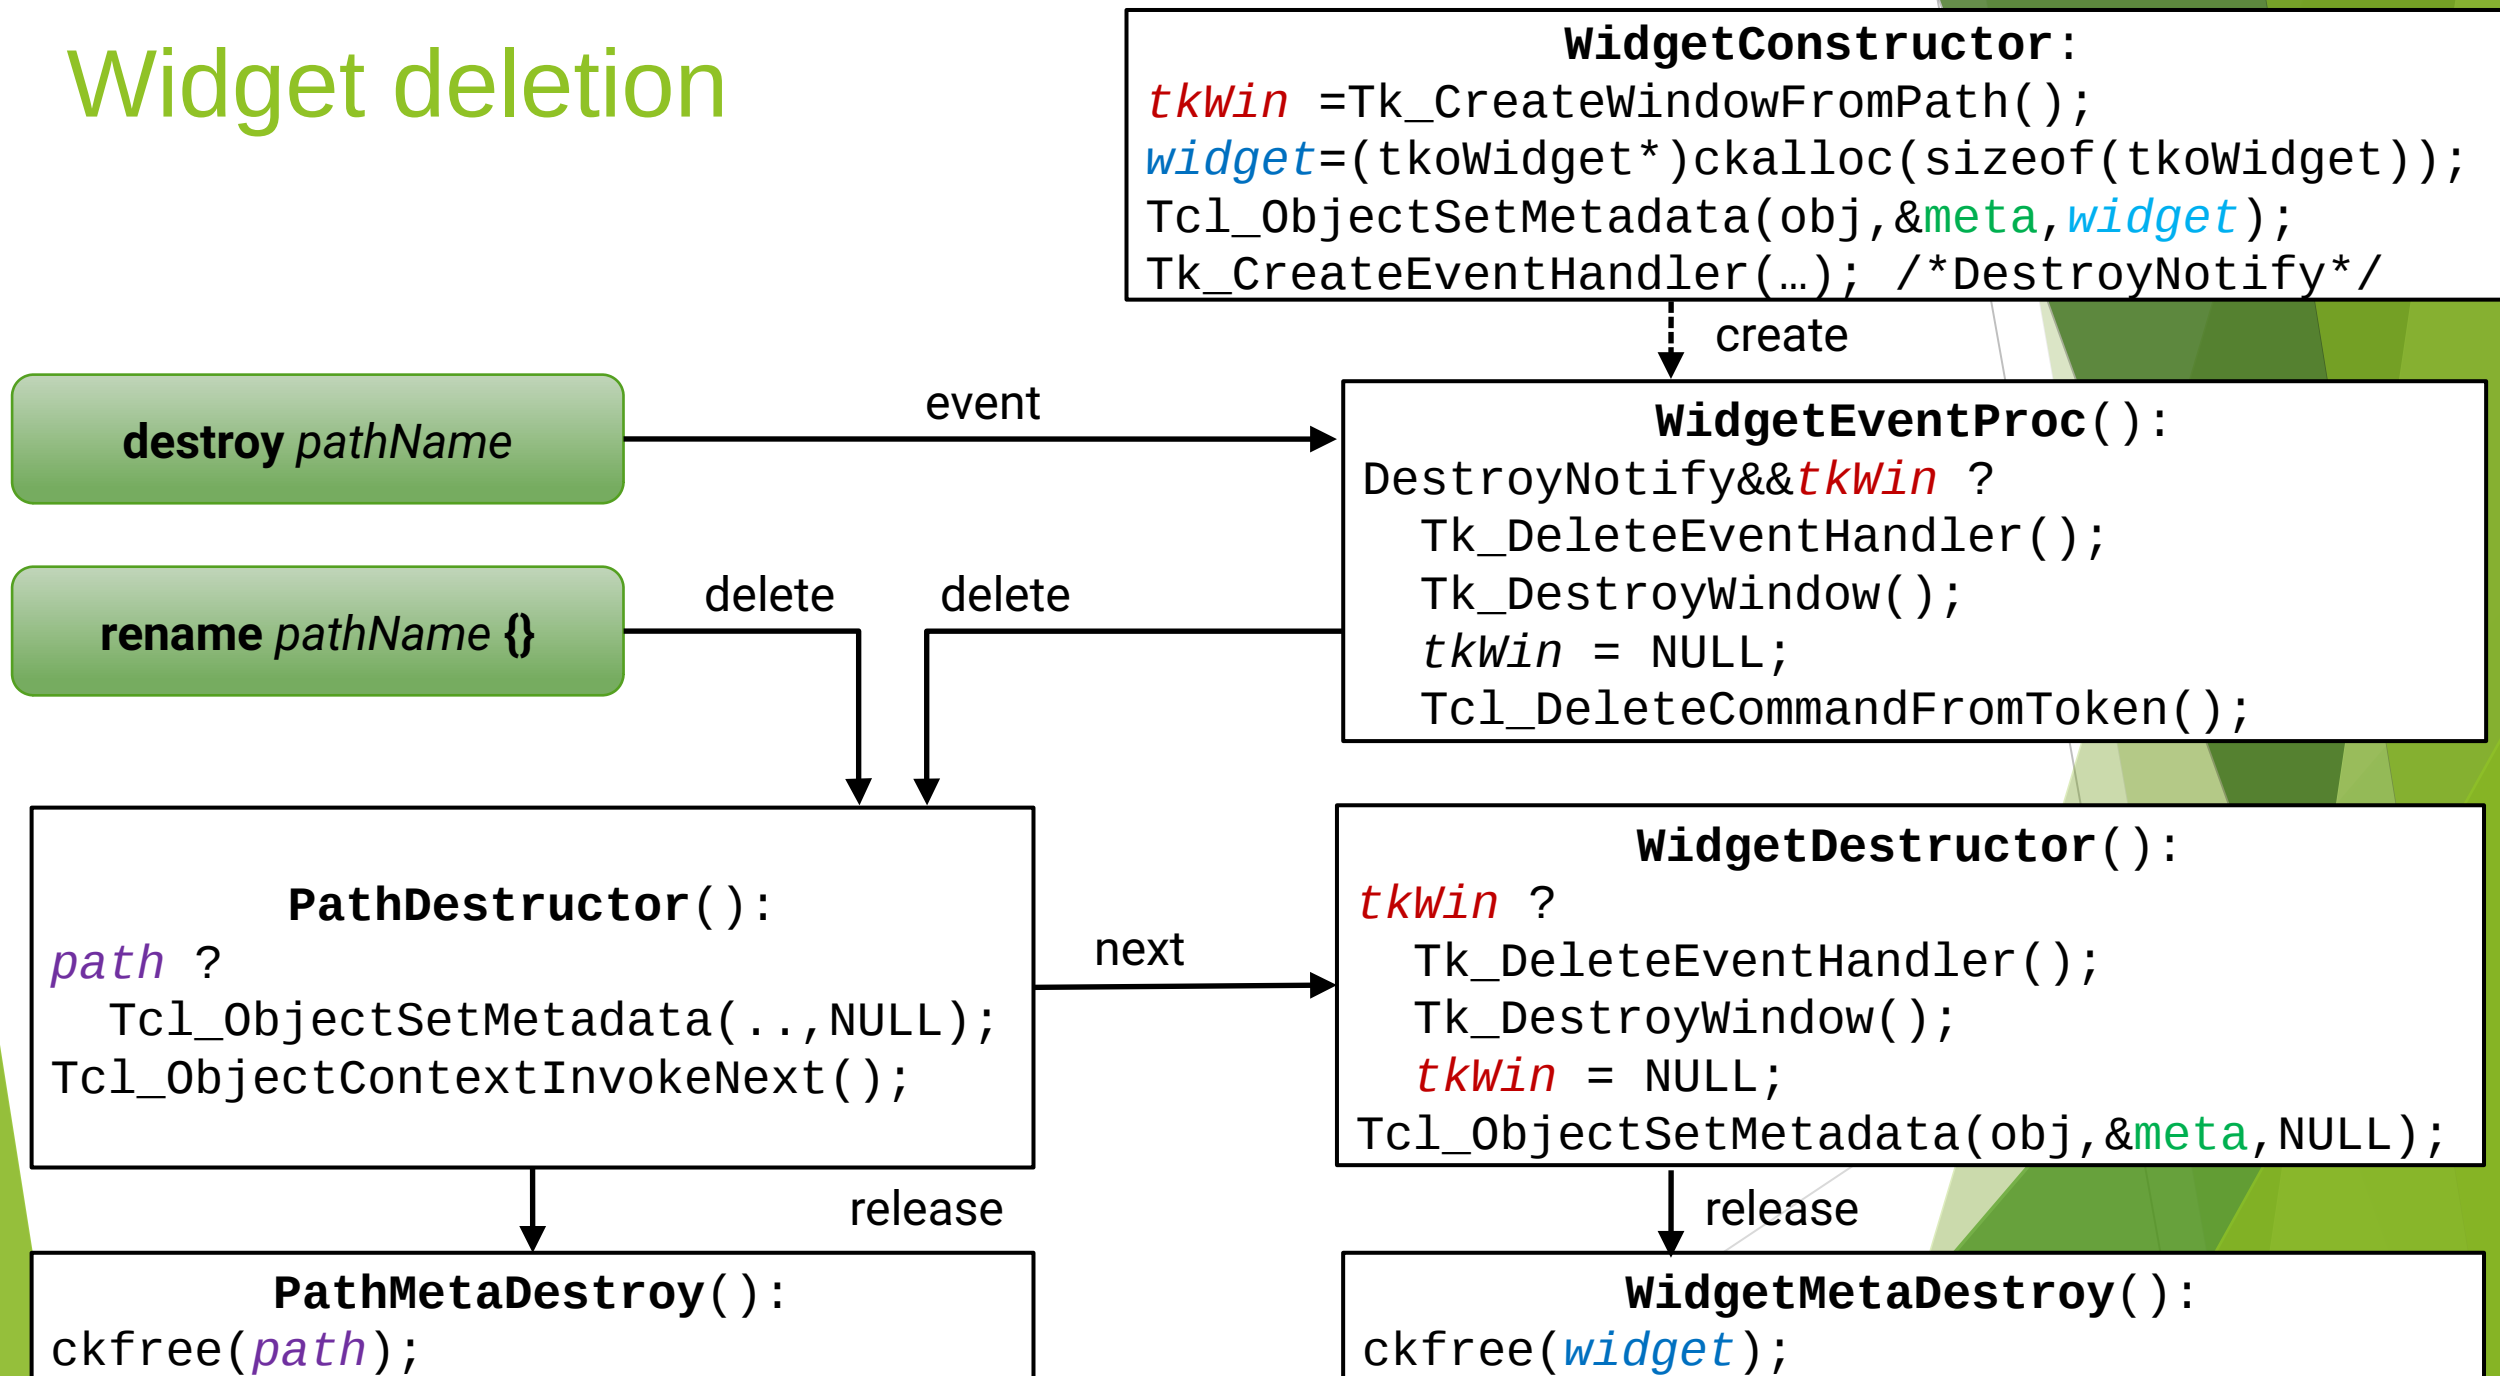 Widget deletion
WidgetConstructor:
tkWin =Tk_CreateWindowFromPath();
widget=(tkoWidget*)ckalloc(sizeof(tkoWidget));
Tcl_ObjectSetMetadata(obj,&meta,widget);
Tk_CreateEventHandler(…); /*DestroyNotify*/
create
destroy pathName
event
WidgetEventProc():
DestroyNotify&&tkWin ?
Tk_DeleteEventHandler();
Tk_DestroyWindow();
tkWin = NULL;
Tcl_DeleteCommandFromToken();
rename pathName {}
delete
delete
PathDestructor():
path ?
Tcl_ObjectSetMetadata(..,NULL);
Tcl_ObjectContextInvokeNext();
next
WidgetDestructor():
tkWin ?
Tk_DeleteEventHandler();
Tk_DestroyWindow();
tkWin = NULL;
Tcl_ObjectSetMetadata(obj,&meta,NULL);
release
release
PathMetaDestroy():
ckfree(path);
WidgetMetaDestroy():
ckfree(widget);